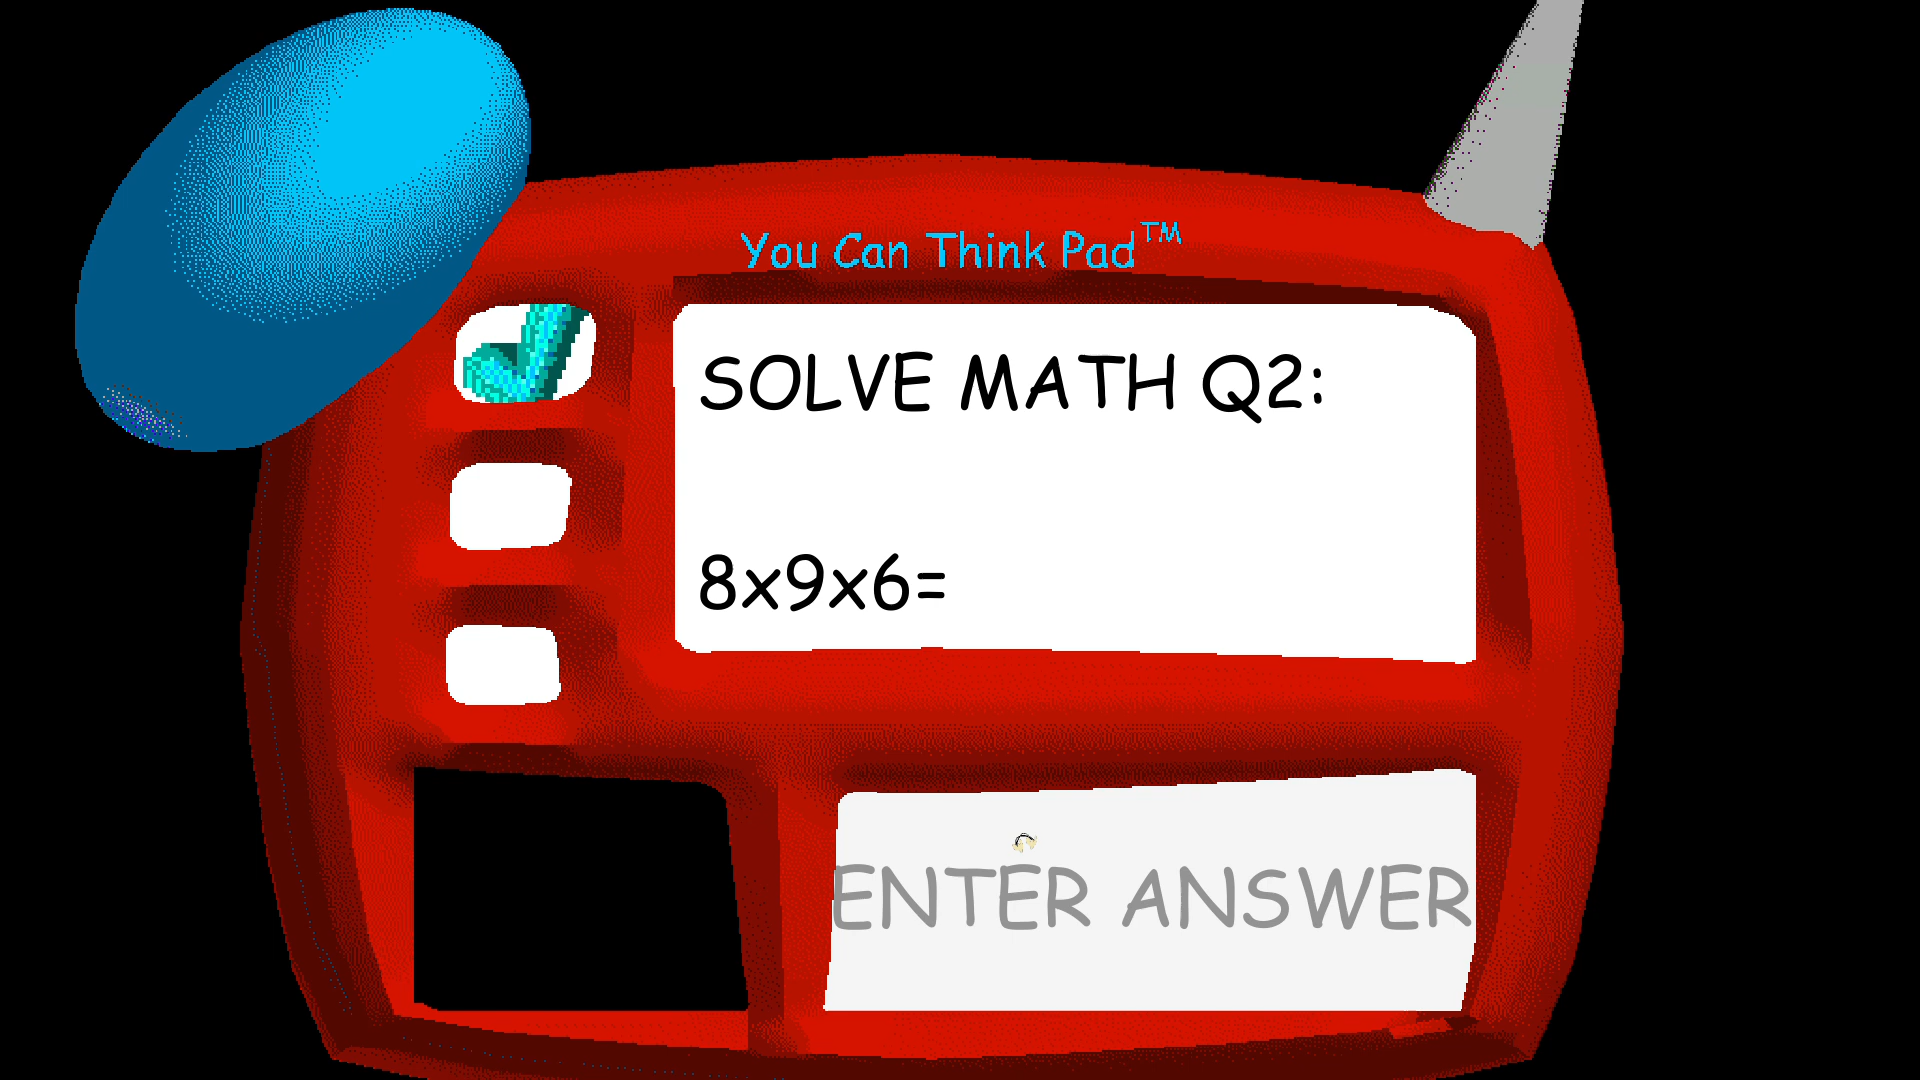 You Can Think Pad™
SOLVE MATH Q2:
8x9x6=
ENTER ANSWER